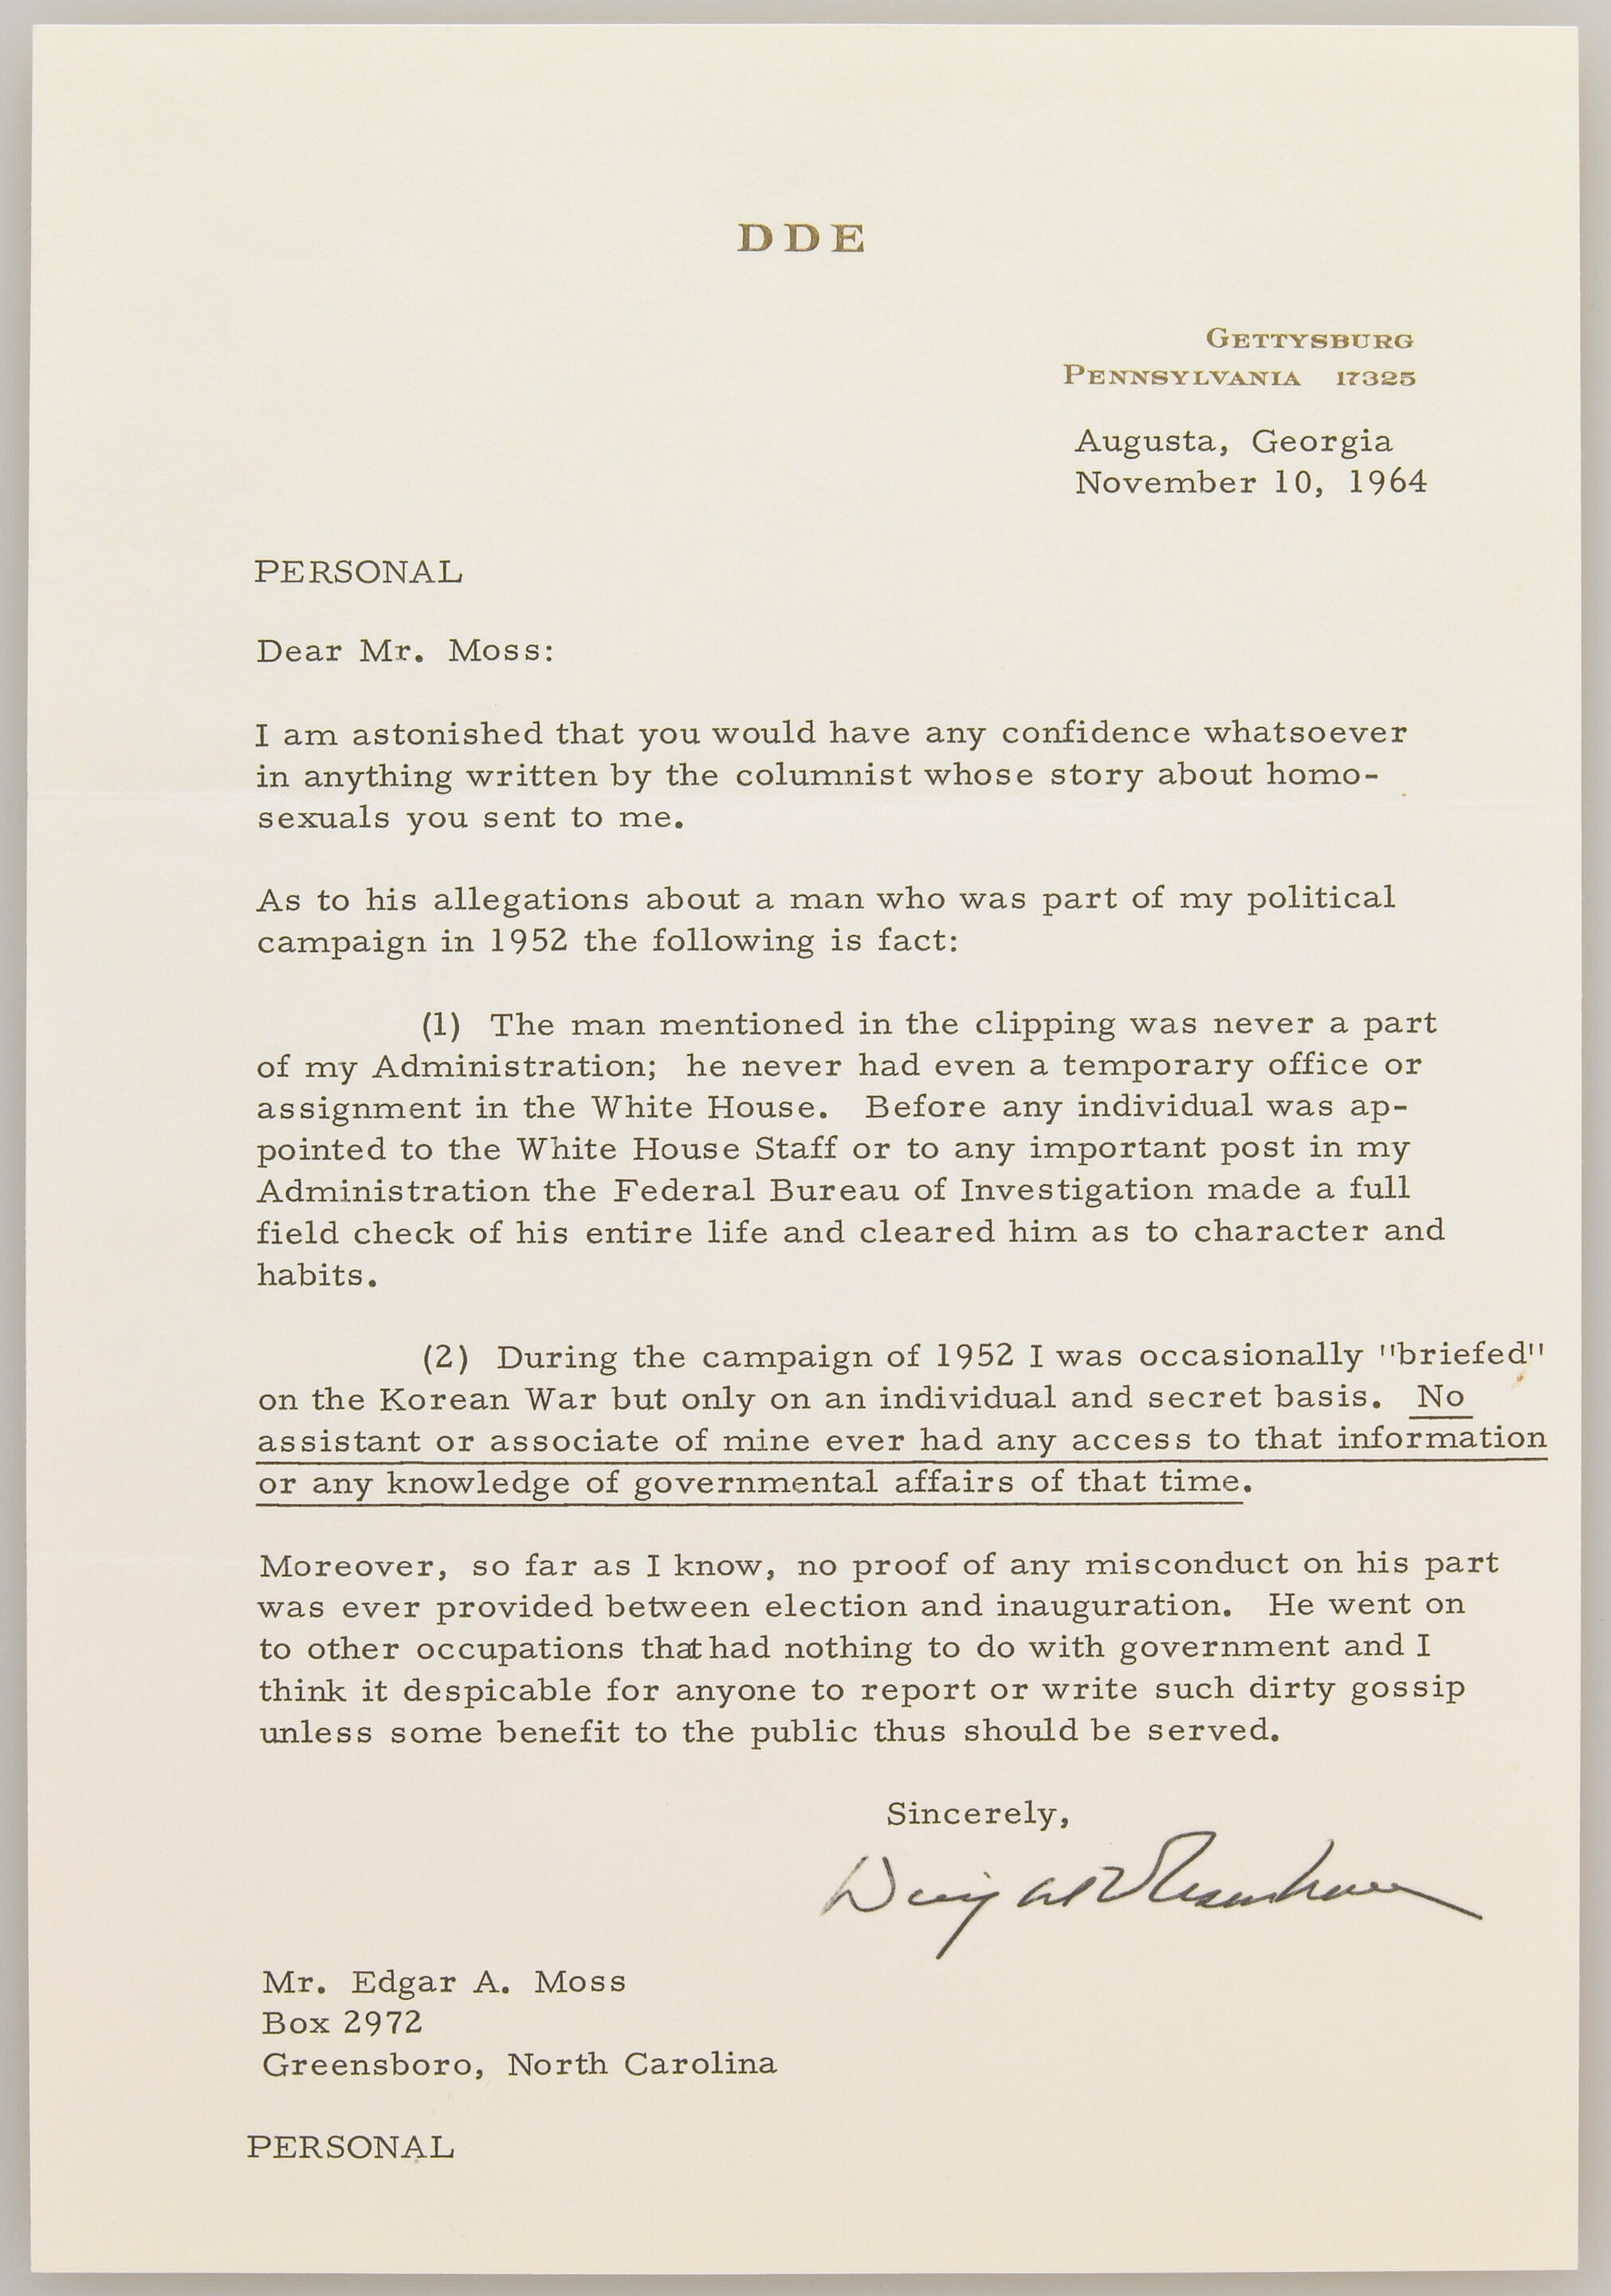 DDE
GETTYSBURG
PENNSYLVANIA 17325
Augusta, Georgia
November 10, 1964
PERSONAL
Dear Mr. Moss:
I am astonished that you would have any confidence whatsoever
in anything written by the columnist whose story about homo-
sexuals you sent to me.
As to his allegations about a man who was part of my political
campaign in 1952 the following is fact:
(1) The man mentioned in the clipping was never a part
of my Administration; he never had even a temporary office or
assignment in the White House. Before any individual was ap-
pointed to the White House Staff or to any important post in my
Administration the Federal Bureau of Investigation made a full
field check of his entire life and cleared him as to character and
habits.
(2) During the campaign of 1952 I was occasionally "briefed"
on the Korean War but only on an individual and secret basis. No
assistant or associate of mine ever had any access to that information
or any knowledge of governmental affairs of that time.
Moreover, so far as I know, no proof of any misconduct on his part
was ever provided between election and inauguration. He went on
to other occupations that had nothing to do with government and I
think it despicable for anyone to report or write such dirty gossip
unless some benefit to the public thus should be served.
Sincerely,
Dwight D Eisenhower
Mr. Edgar A. Moss
Box 2972
Greensboro, North Carolina
PERSONAL